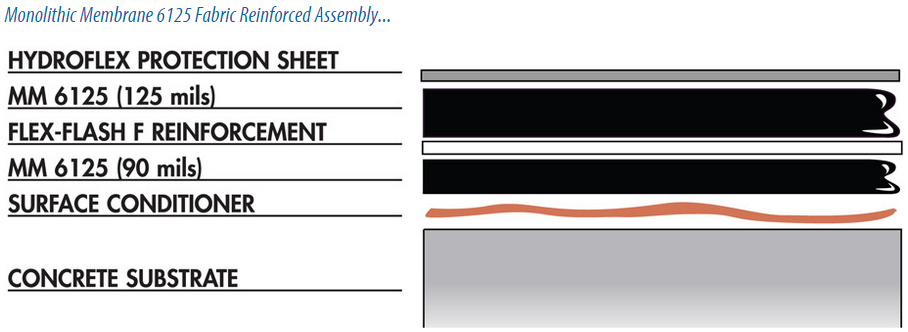 Monolithic Membrane 6125 Fabric Reinforced Assembly...
HYDROFLEX PROTECTION SHEET
MM 6125 (125 mils)
FLEX-FLASH F REINFORCEMENT
MM 6125 (90 mils)
SURFACE CONDITIONER
CONCRETE SUBSTRATE